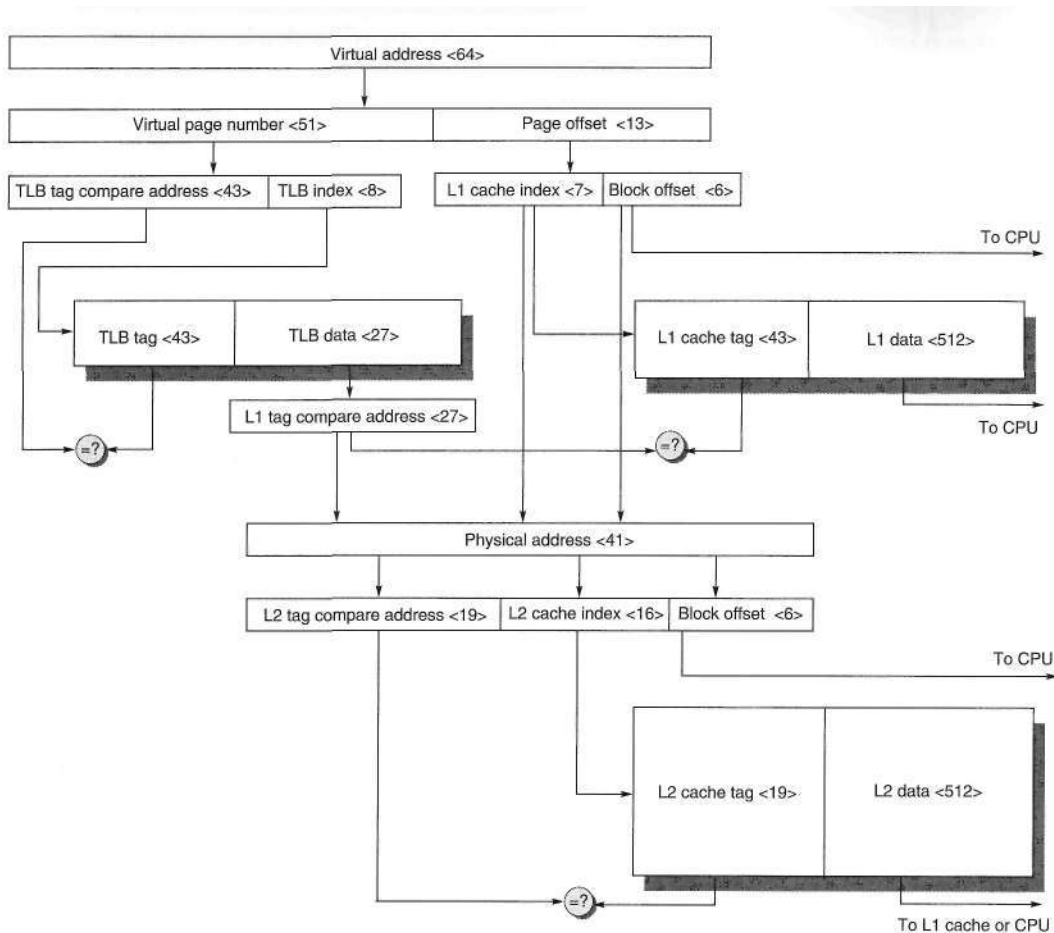 Virtual address <64>
Virtual page number <51>
Page offset <13>
TLB tag compare address <43>
TLB index <8>
L1 cache index <7>
Block offset <6>
To CPU
TLB tag <43>
TLB data <27>
L1 cache tag <43>
L1 data <512>
L1 tag compare address <27>
To CPU
=?
=?
Physical address <41>
L2 tag compare address <19>
L2 cache index <16>
Block offset <6>
To CPU
L2 cache tag <19>
L2 data <512>
=?
To L1 cache or CPU